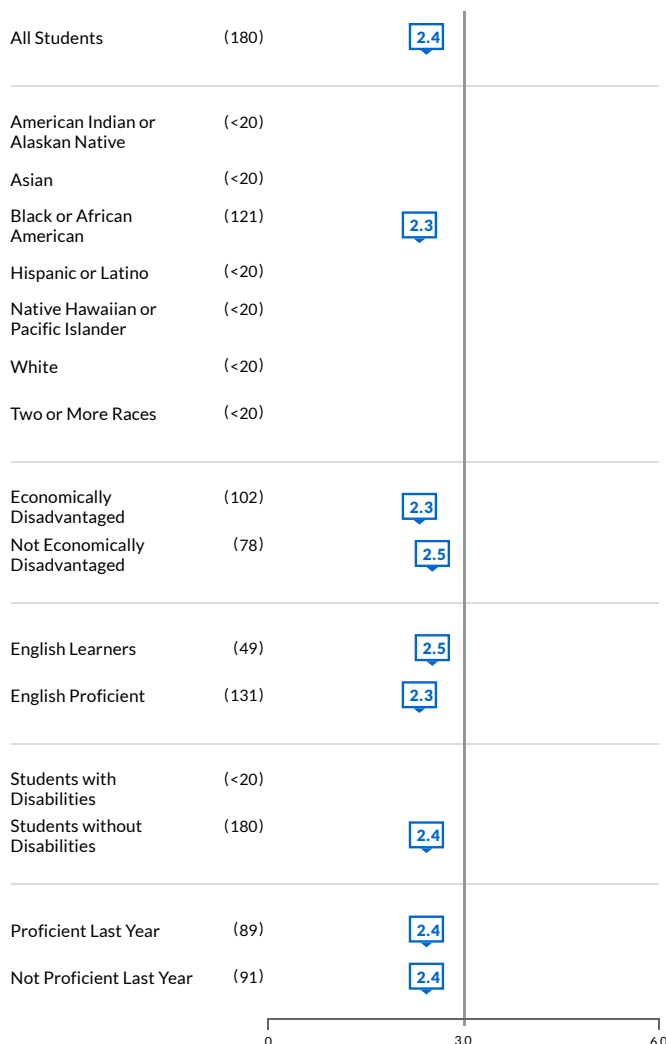 All Students (180) 2.4
American Indian or (<20)
Alaskan Native
Asian (<20)
Black or African (121) 2.3
American
Hispanic or Latino (<20)
Native Hawaiian or (<20)
Pacific Islander
White (<20)
Two or More Races (<20)
Economically (102) 2.3
Disadvantaged
Not Economically (78) 2.5
Disadvantaged
English Learners (49) 2.5
English Proficient (131) 2.3
Students with (<20)
Disabilities
Students without (180) 2.4
Disabilities
Proficient Last Year (89) 2.4
Not Proficient Last Year (91) 2.4
0 3.0 6.0